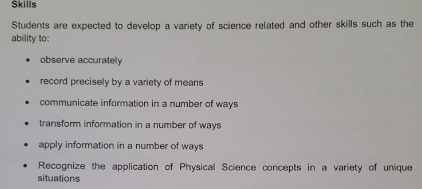 Skills
Students are expected to develop a variety of science related and other skills such as the
ability to:
• observe accurately
• record precisely by a variety of means
• communicate information in a number of ways
• transform information in a number of ways
• apply information in a number of ways
• Recognize the application of Physical Science concepts in a variety of unique
situations